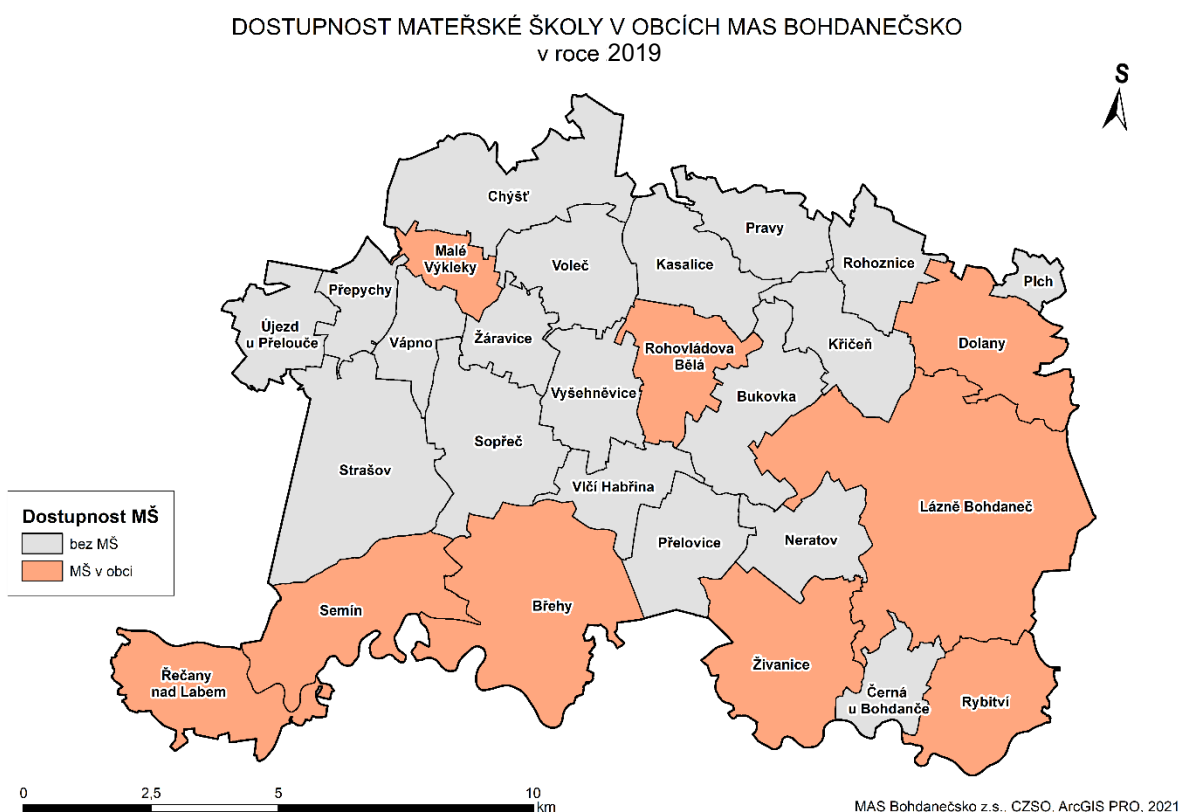 DOSTUPNOST MATEŘSKÉ ŠKOLY V OBCÍCH MAS BOHDANEČSKO
v roce 2019
S
Chýšť
Pravy
Malé
Výkleky
Voleč
Kasalice
Rohoznice
Plch
Přepychy
Újezd
u Přelouče
Vápno
Žáravice
Rohovládova
Bělá
Křičeň
Dolany
Vyšehněvice
Bukovka
Strašov
Sopřeč
Vlčí Habřina
Lázně Bohdaneč
Přelovice
Neratov
Dostupnost MŠ
bez MŠ
MŠ v obci
Semín
Břehy
Živanice
Řečany
nad Labem
Černá
u Bohdanče
Rybitví
0 2,5 5 10
km
MAS Bohdanečsko z.s., CZSO, ArcGIS PRO, 2021